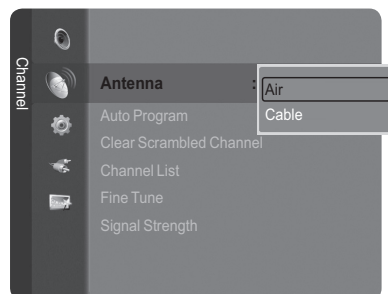 Channel
Antenna : Air
Cable
Auto Program
Clear Scrambled Channel
Channel List
Fine Tune
Signal Strength